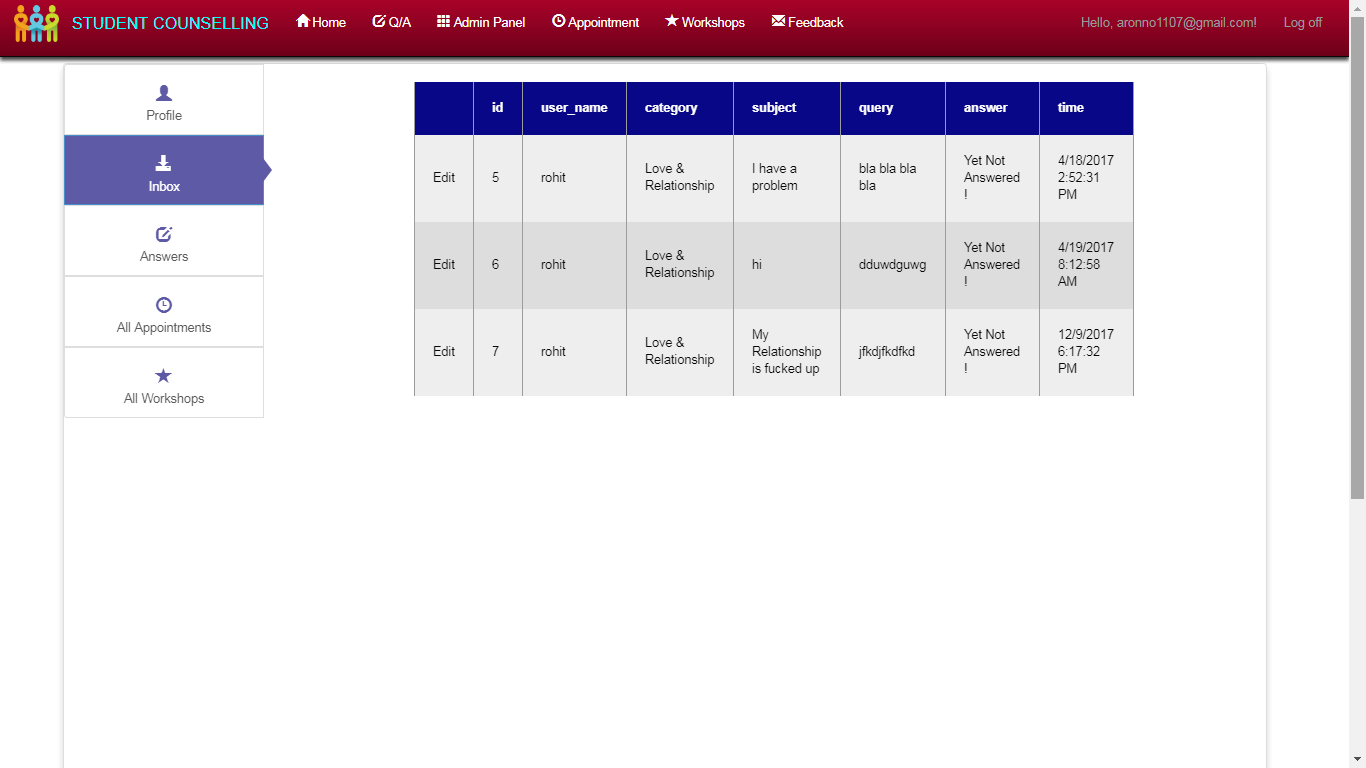 STUDENT COUNSELLING Home Q/A Admin Panel Appointment Workshops Feedback Hello, aronno1107@gmail.com! Log off
Profile
Inbox
Answers
All Appointments
All Workshops
id user_name category subject query answer time
Edit 5 rohit Love & Relationship I have a problem bla bla bla bla Yet Not Answered ! 4/18/2017 2:52:31 PM
Edit 6 rohit Love & Relationship hi dduwdguwg Yet Not Answered ! 4/19/2017 8:12:58 AM
Edit 7 rohit Love & Relationship My Relationship is fucked up jfkdjfkdfkd Yet Not Answered ! 12/9/2017 6:17:32 PM